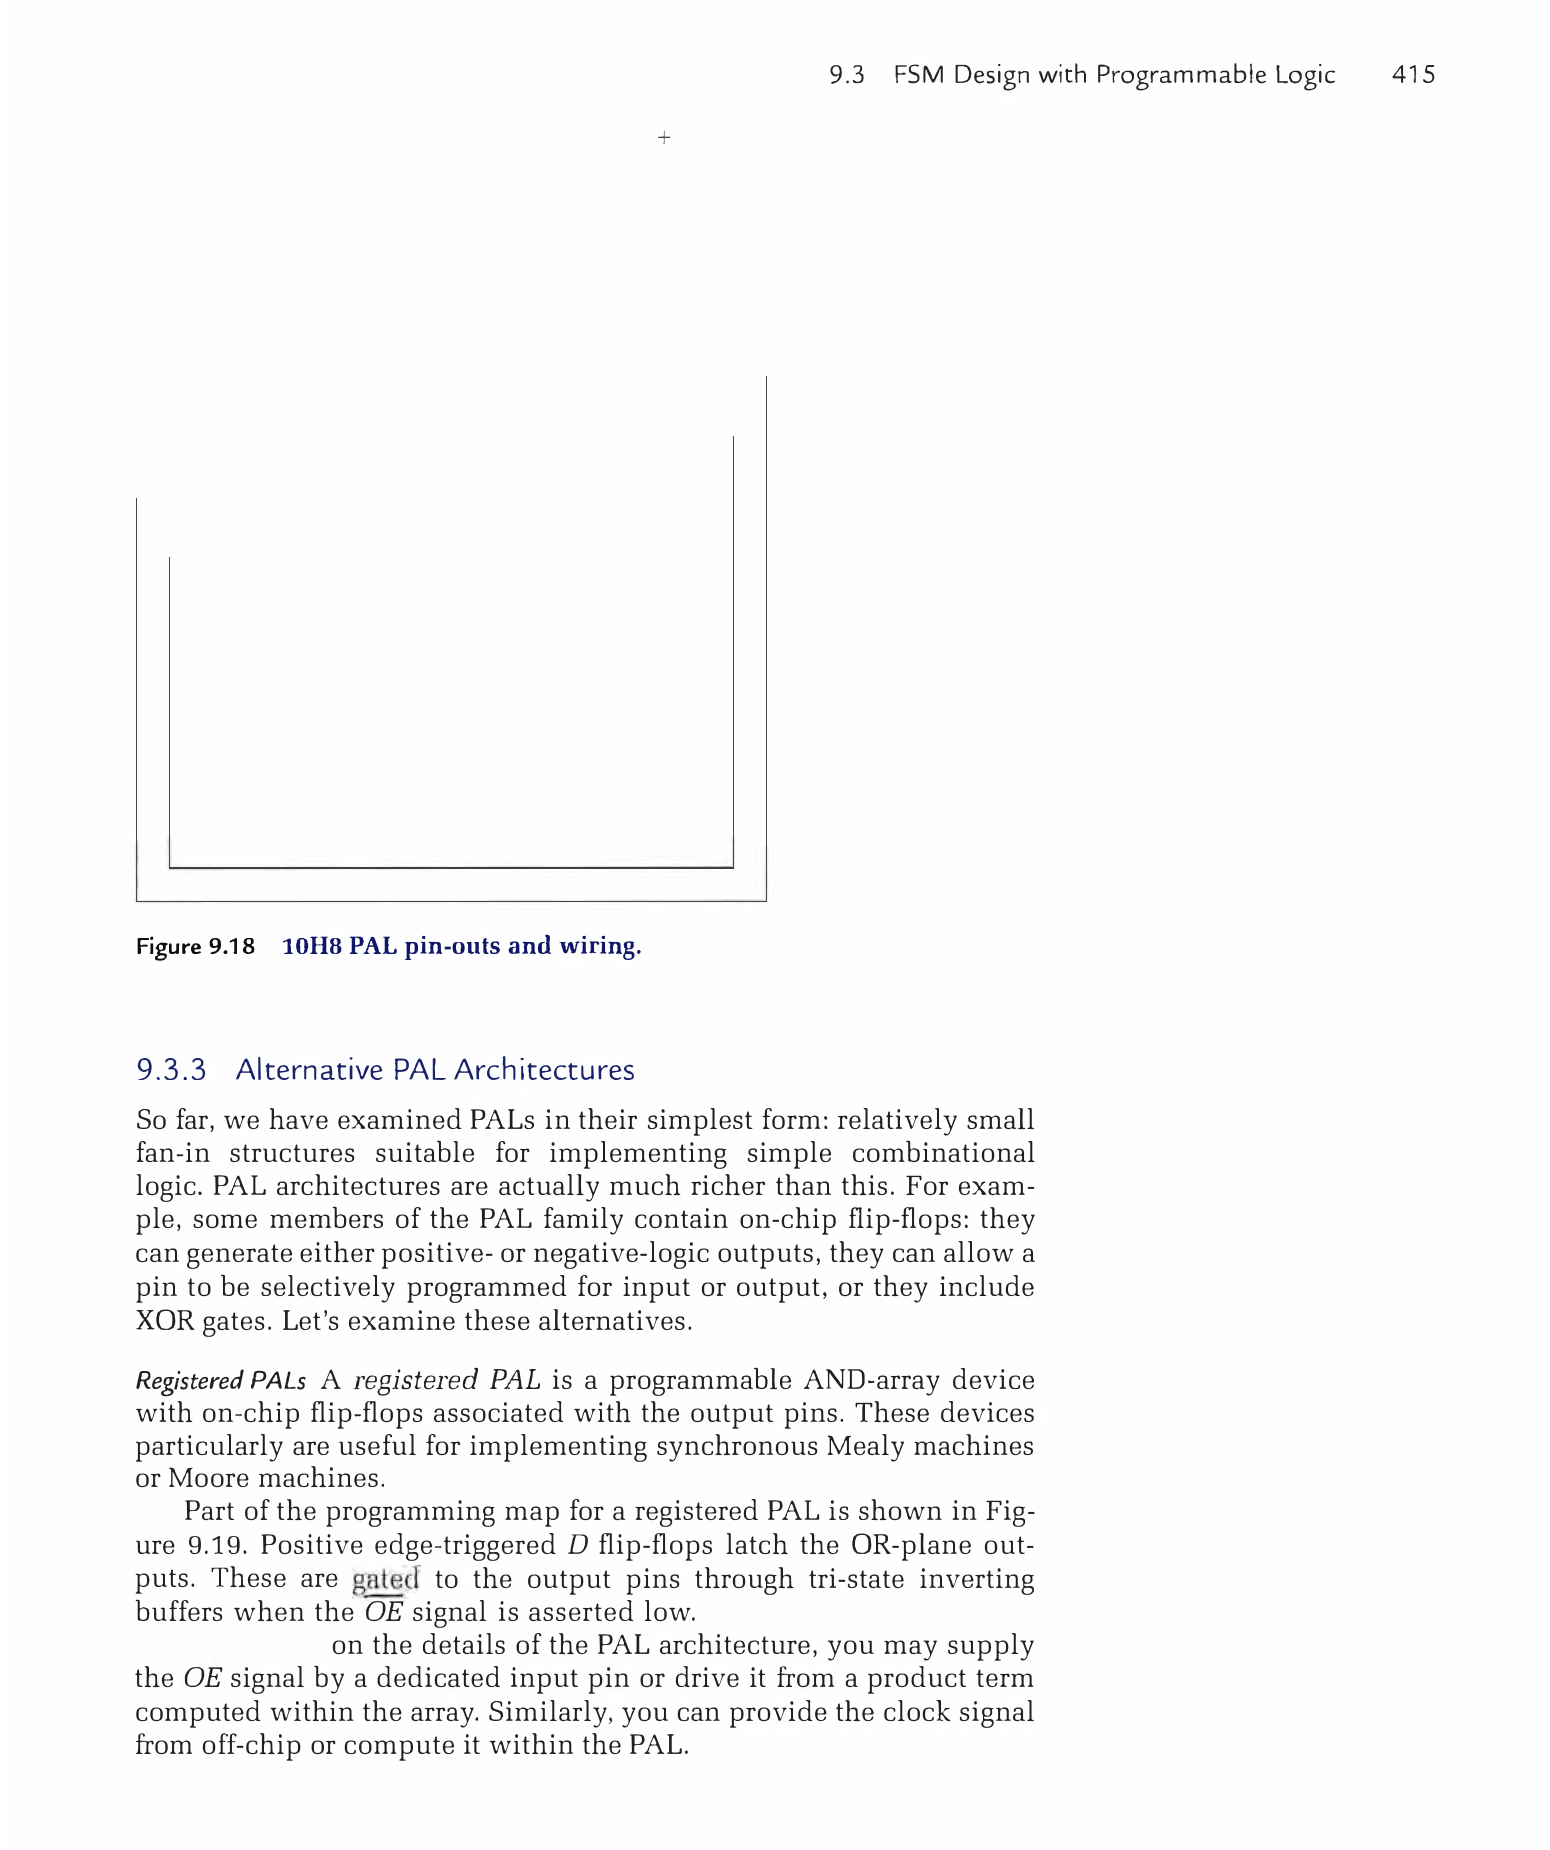 9.3 FSM Design with Programmable Logic 415
+
Figure 9.18 10H8 PAL pin-outs and wiring.
9.3.3 Alternative PAL Architectures
So far, we have examined PALs in their simplest form: relatively small
fan-in structures suitable for implementing simple combinational
logic. PAL architectures are actually much richer than this. For exam-
ple, some members of the PAL family contain on-chip flip-flops: they
can generate either positive- or negative-logic outputs, they can allow a
pin to be selectively programmed for input or output, or they include
XOR gates. Let's examine these alternatives.
Registered PALs A registered PAL is a programmable AND-array device
with on-chip flip-flops associated with the output pins. These devices
particularly are useful for implementing synchronous Mealy machines
or Moore machines.
Part of the programming map for a registered PAL is shown in Fig-
ure 9.19. Positive edge-triggered D flip-flops latch the OR-plane out-
puts. These are gated to the output pins through tri-state inverting
buffers when the O̅E̅ signal is asserted low.
on the details of the PAL architecture, you may supply
the OE signal by a dedicated input pin or drive it from a product term
computed within the array. Similarly, you can provide the clock signal
from off-chip or compute it within the PAL.